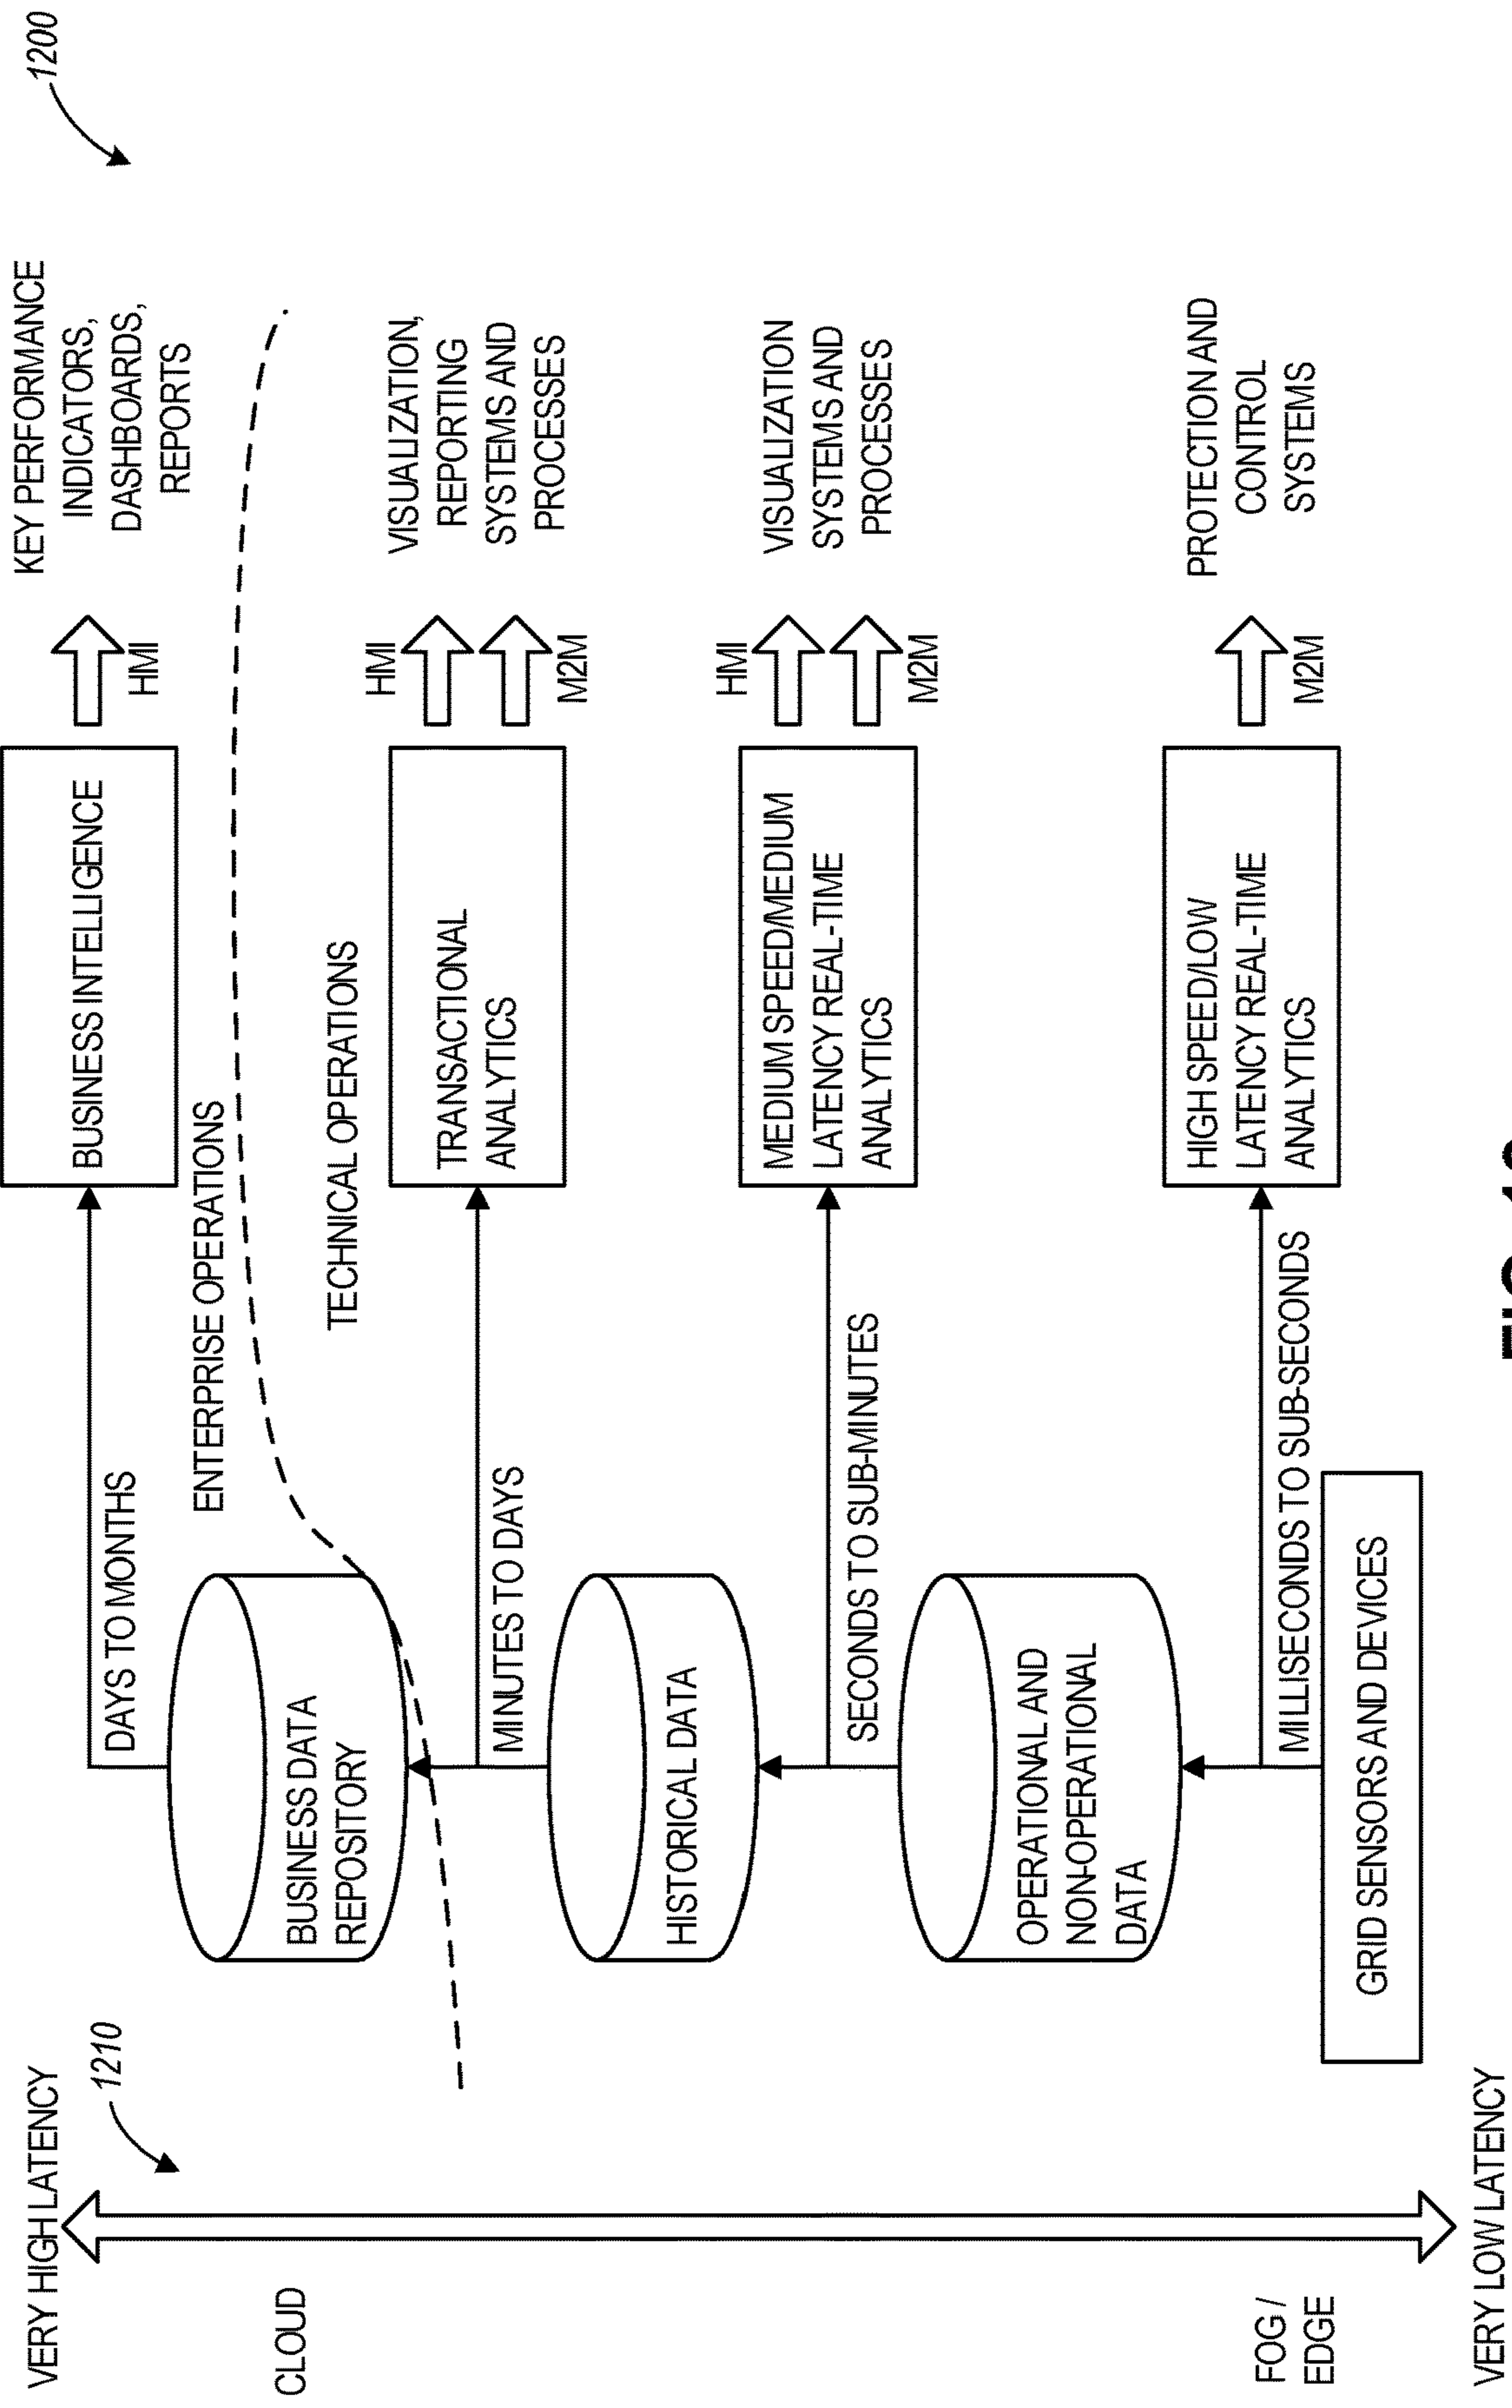 1200
VERY HIGH LATENCY
1210
CLOUD
FOG /
EDGE
VERY LOW LATENCY
DAYS TO MONTHS
BUSINESS INTELLIGENCE
HMI
KEY PERFORMANCE
INDICATORS,
DASHBOARDS,
REPORTS
ENTERPRISE OPERATIONS
BUSINESS DATA
REPOSITORY
TECHNICAL OPERATIONS
MINUTES TO DAYS
TRANSACTIONAL
ANALYTICS
HMI
M2M
VISUALIZATION,
REPORTING
SYSTEMS AND
PROCESSES
HISTORICAL DATA
SECONDS TO SUB-MINUTES
MEDIUM SPEED/MEDIUM
LATENCY REAL-TIME
ANALYTICS
HMI
M2M
VISUALIZATION
SYSTEMS AND
PROCESSES
OPERATIONAL AND
NON-OPERATIONAL
DATA
MILLISECONDS TO SUB-SECONDS
HIGH SPEED/LOW
LATENCY REAL-TIME
ANALYTICS
M2M
PROTECTION AND
CONTROL
SYSTEMS
GRID SENSORS AND DEVICES